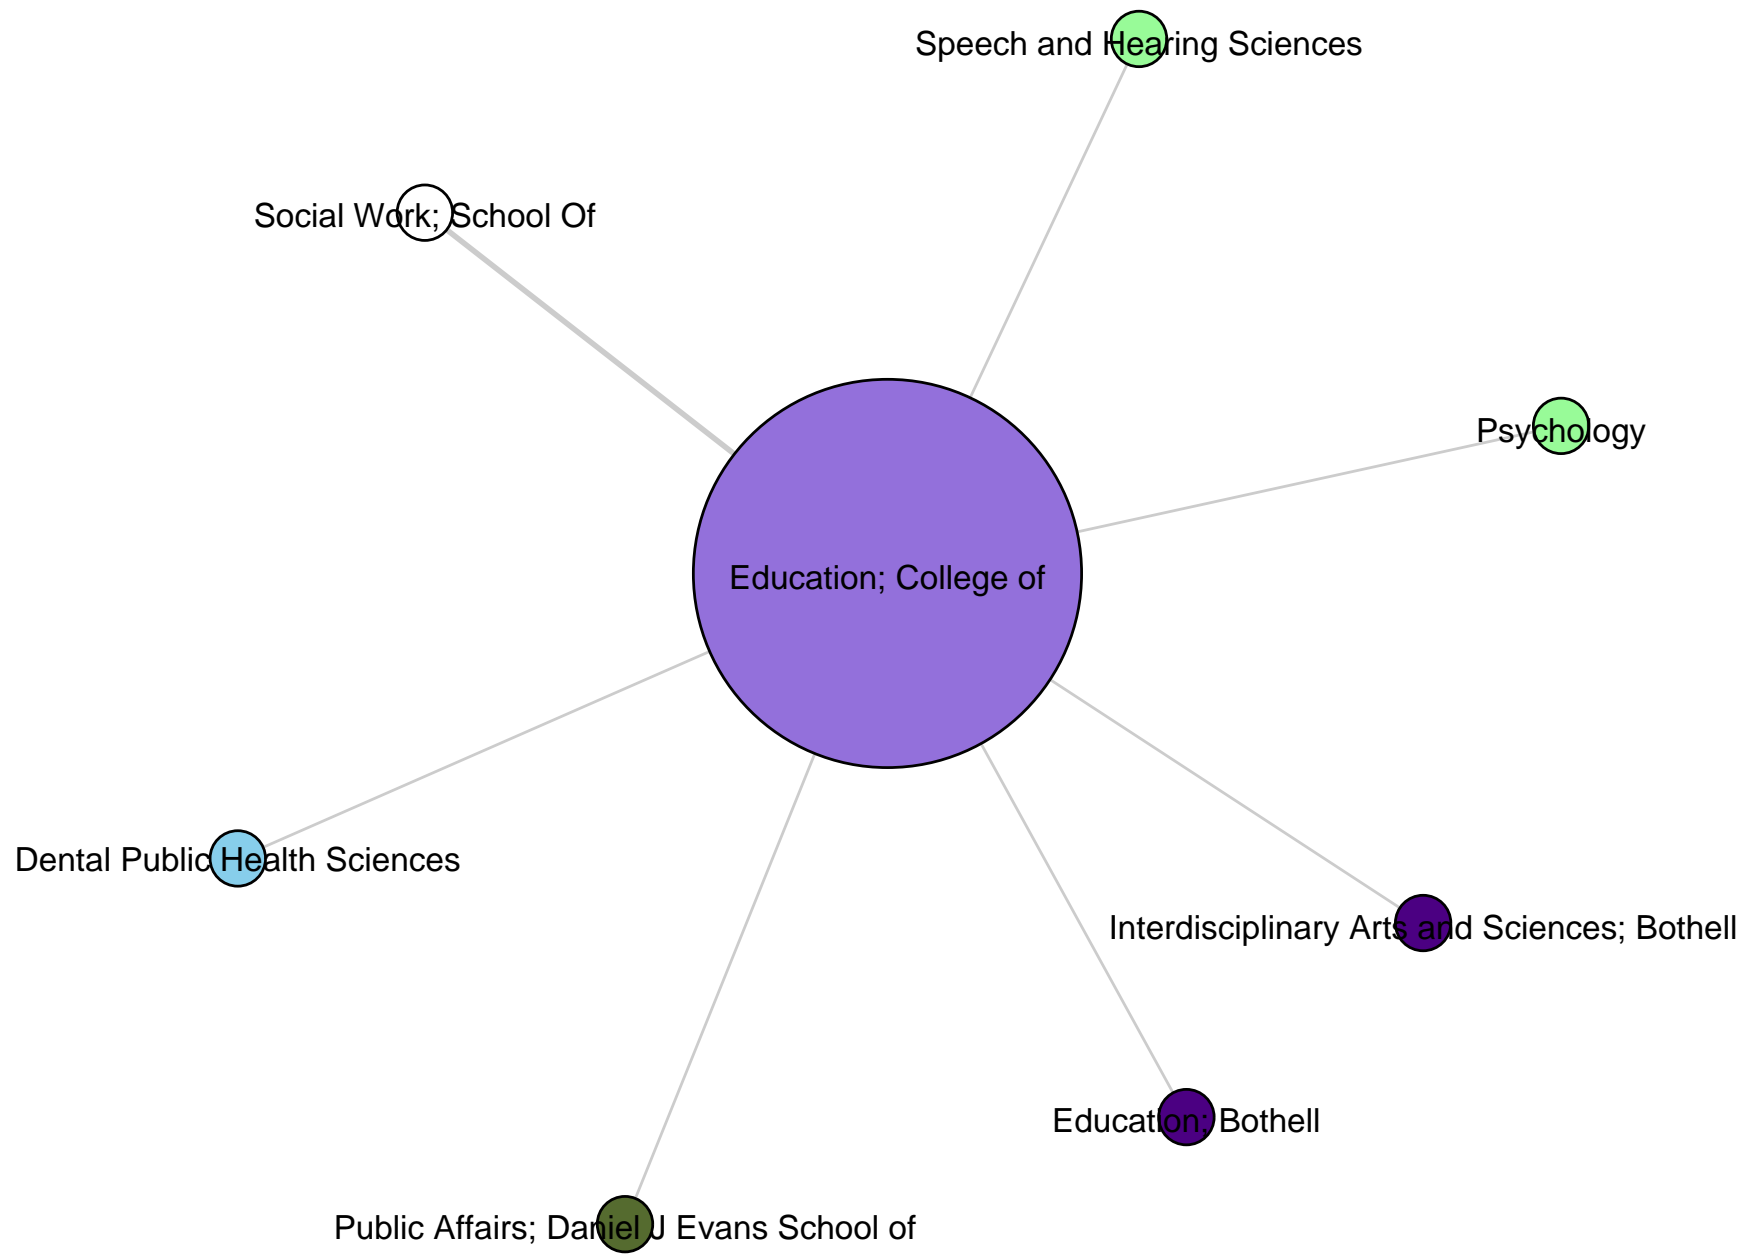 Speech and Hearing Sciences
Social Work; School Of
Psychology
Education; College of
Dental Public Health Sciences
Interdisciplinary Arts and Sciences; Bothell
Education; Bothell
Public Affairs; Daniel J Evans School of